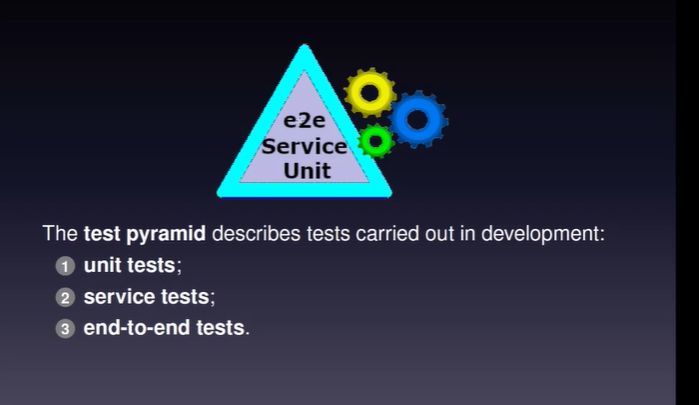 e2e
Service
Unit
The test pyramid describes tests carried out in development:
1 unit tests;
2 service tests;
3 end-to-end tests.